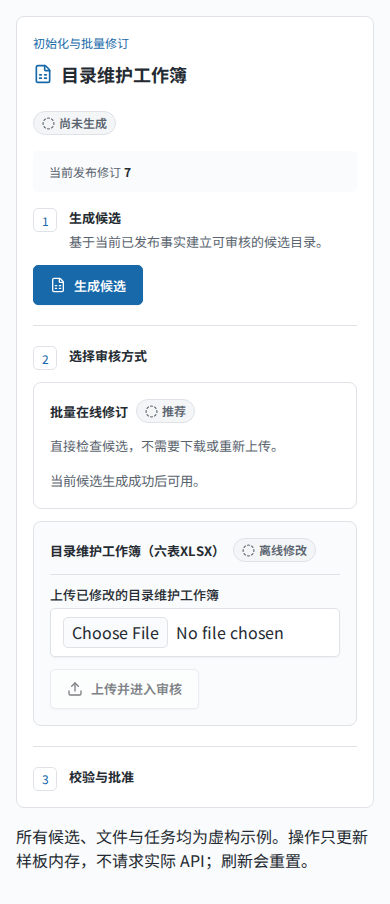 初始化与批量修订
目录维护工作簿
尚未生成
当前发布修订 7
1 生成候选
基于当前已发布事实建立可审核的候选目录。
生成候选
2 选择审核方式
批量在线修订 推荐
直接检查候选，不需要下载或重新上传。
当前候选生成成功后可用。
目录维护工作簿（六表XLSX） 离线修改
上传已修改的目录维护工作簿
Choose File No file chosen
上传并进入审核
3 校验与批准
所有候选、文件与任务均为虚构示例。操作只更新
样板内存，不请求实际 API；刷新会重置。